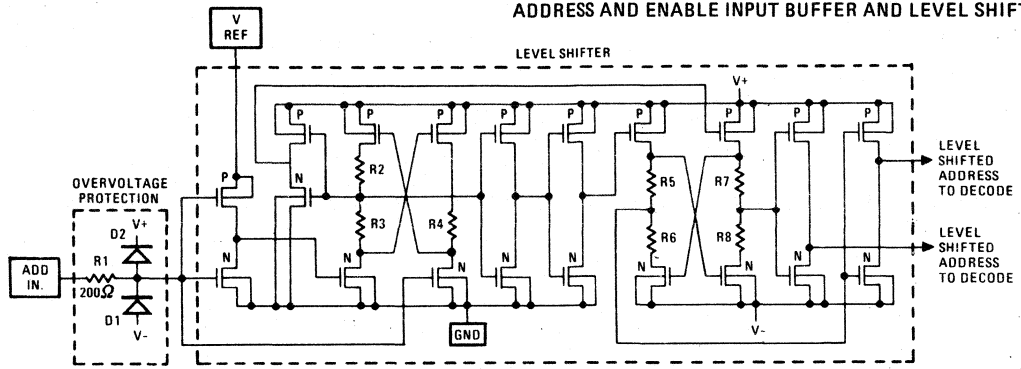 ADDRESS AND ENABLE INPUT BUFFER AND LEVEL SHIFT
V
REF
LEVEL SHIFTER
V+
P
P
P
P
P
P
P
P
P
R2
R5
R7
LEVEL
SHIFTED
ADDRESS
TO DECODE
OVERVOLTAGE
PROTECTION
P
N
R3
R4
R6
R8
LEVEL
SHIFTED
ADDRESS
TO DECODE
V+
D2
R1
ADD
IN.
200Ω
D1
V-
N
N
N
N
N
N
N
N
N
GND
V-